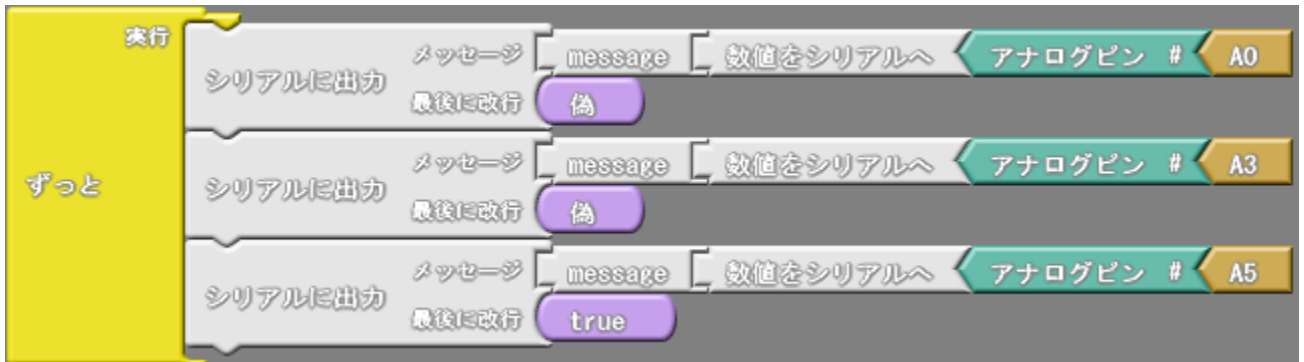 実行
シリアルに出力 メッセージ message 数値をシリアルへ アナログピン # A0
最後に改行 偽
ずっと
シリアルに出力 メッセージ message 数値をシリアルへ アナログピン # A3
最後に改行 偽
シリアルに出力 メッセージ message 数値をシリアルへ アナログピン # A5
最後に改行 true